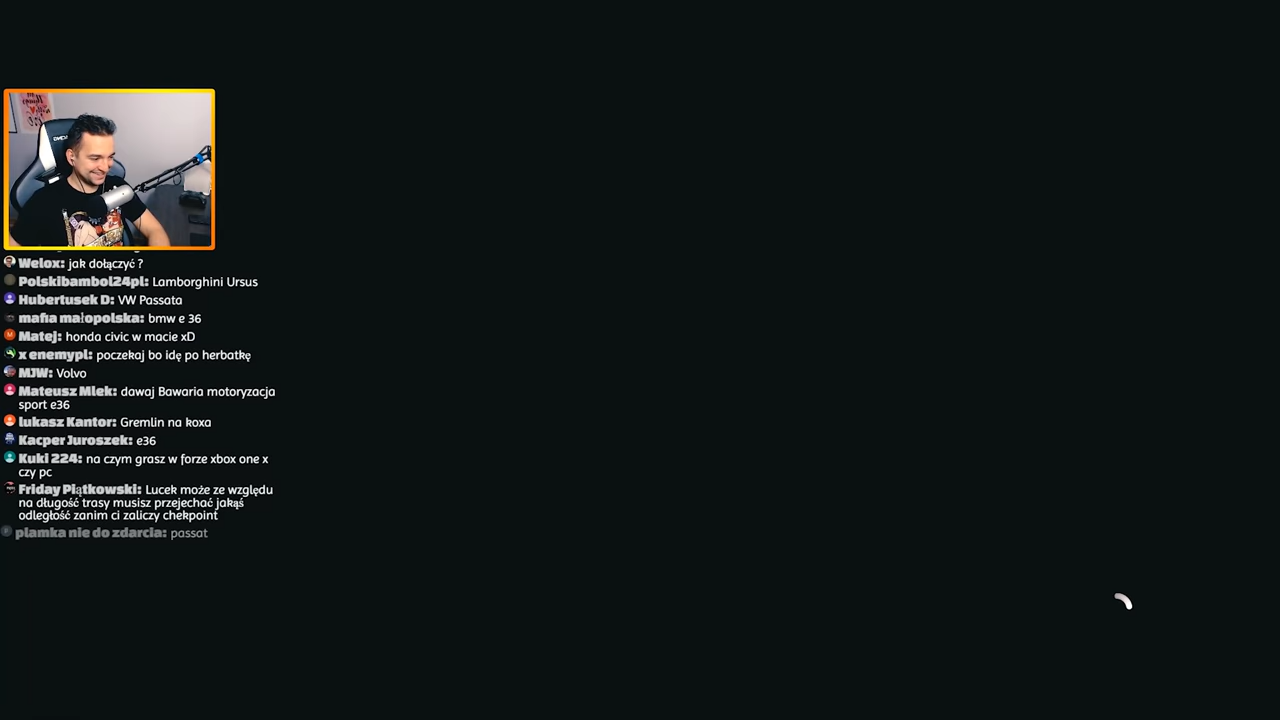 Welox: jak dołączyć ?
Polskibambol24pl: Lamborghini Ursus
Hubertusek D: VW Passata
mafia małopolska: bmw e 36
Matej: honda civic w macie xD
x enemypl: poczekaj bo idę po herbatkę
MJW: Volvo
Mateusz Mlek: dawaj Bawaria motoryzacja
sport e36
lukasz Kantor: Gremlin na koxa
Kacper Juroszek: e36
Kuki 224: na czym grasz w forze xbox one x
czy pc
Friday Piątkowski: Lucek może ze względu
na długość trasy musisz przejechać jakąś
odległość zanim ci zaliczy chekpoint
plamka nie do zdarcia: passat